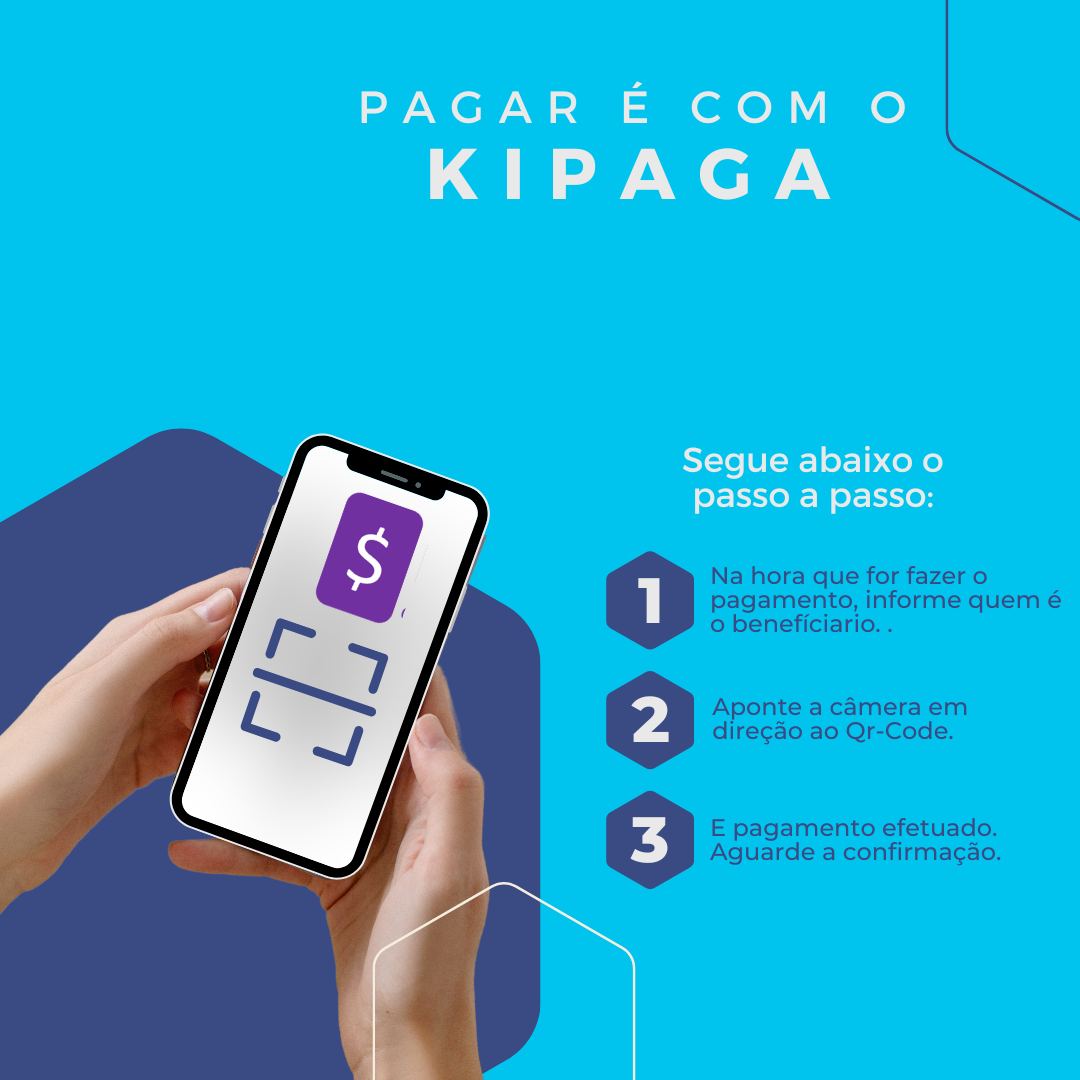 PAGAR É COM O
KIPAGA
$
Segue abaixo o
passo a passo:
1
Na hora que for fazer o
pagamento, informe quem é
o benefíciario. .
2
Aponte a câmera em
direção ao Qr-Code.
3
E pagamento efetuado.
Aguarde a confirmação.